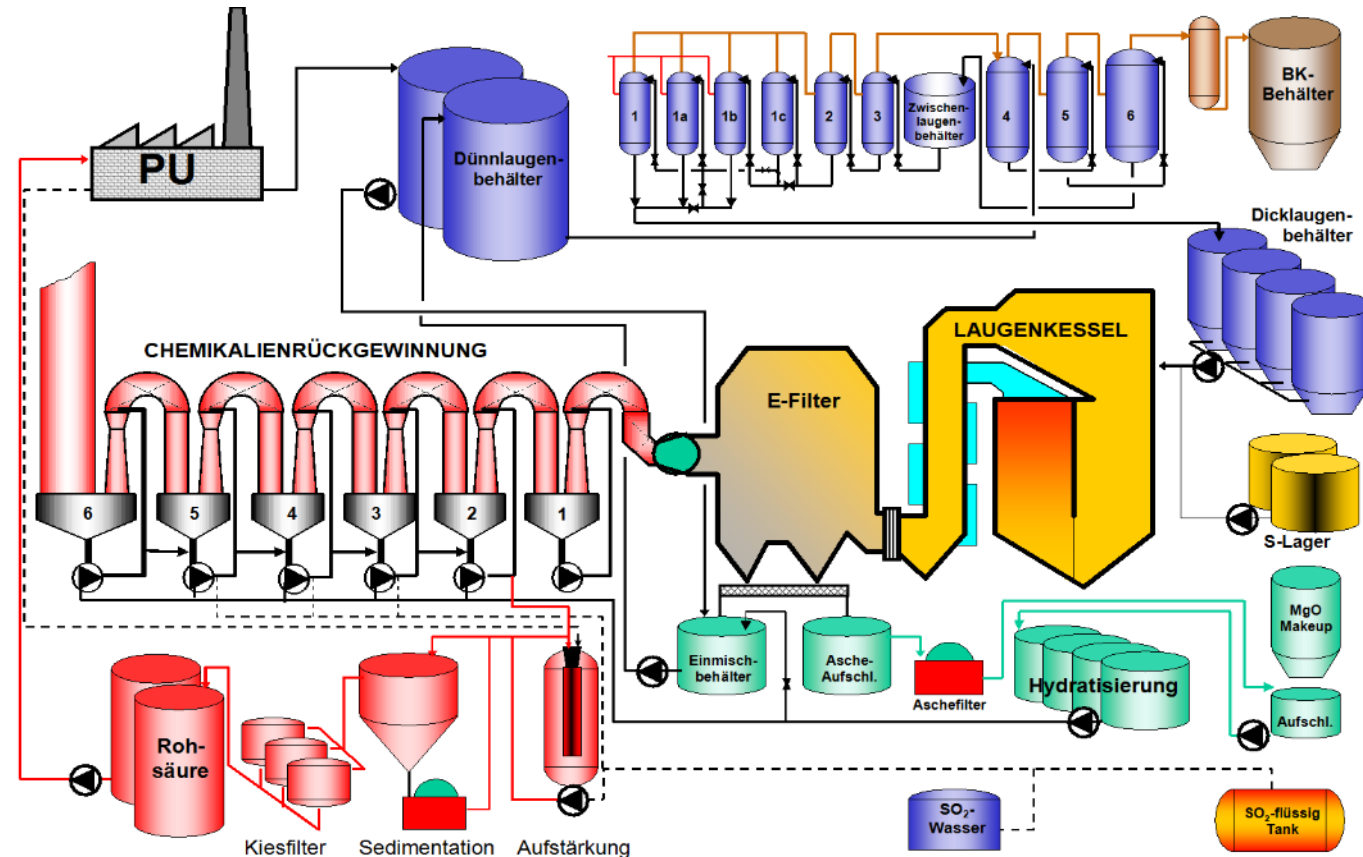 PU
Dünnlaugen-
behälter
1
1a
1b
1c
2
3
Zwischen-
laugen-
behälter
4
5
6
BK-
Behälter
Dicklaugen-
behälter
CHEMIKALIENRÜCKGEWINNUNG
E-Filter
LAUGENKESSEL
6
5
4
3
2
1
S-Lager
MgO
Makeup
Einmisch-
behälter
Asche-
Aufschl.
Aschefilter
Hydratisierung
Aufschl.
Roh-
säure
Kiesfilter
Sedimentation
Aufstärkung
SO₂-
Wasser
SO₂-flüssig
Tank